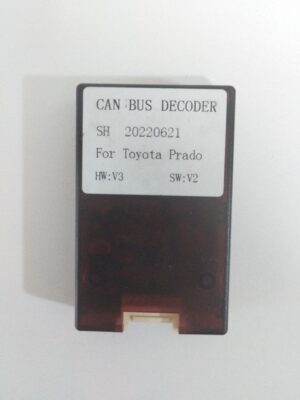 CAN BUS DECODER
SH 20220621
For Toyota Prado
HW:V3 SW:V2